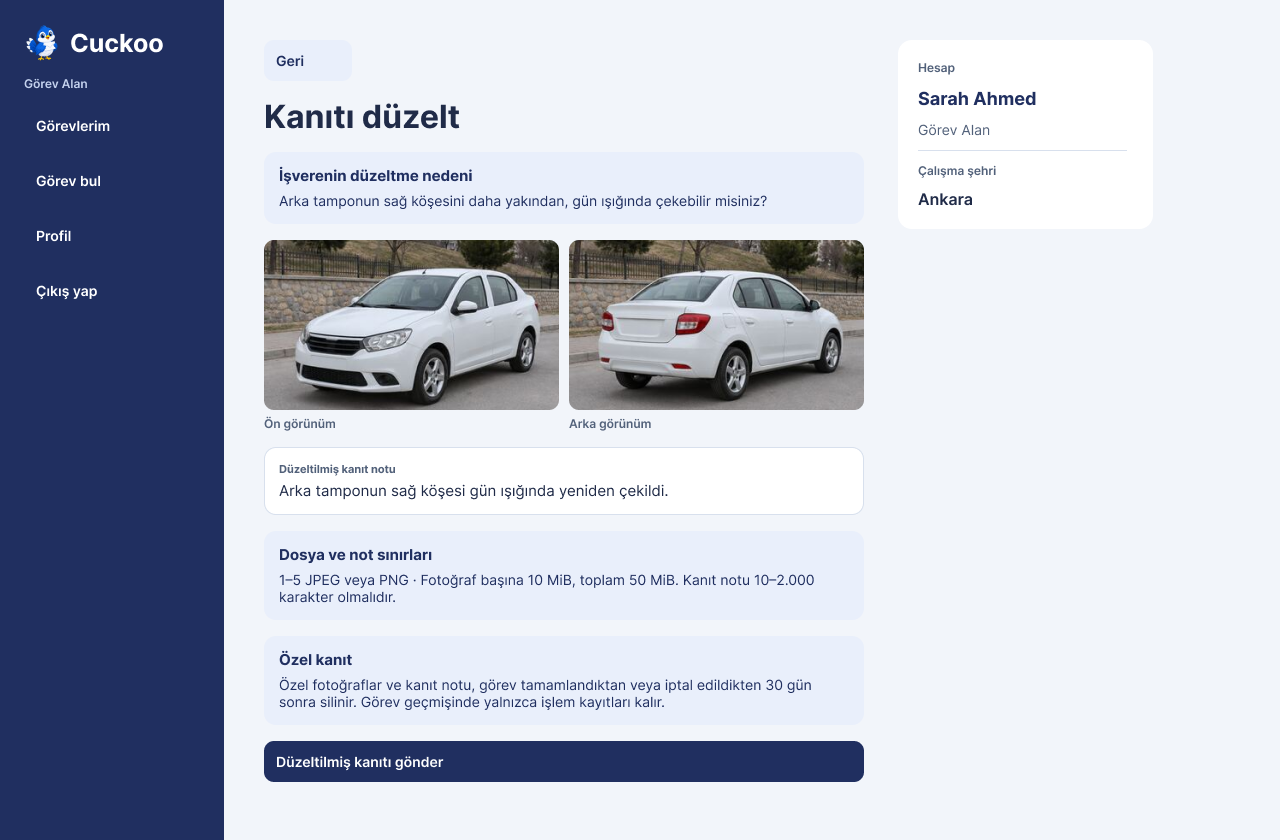 Cuckoo
Görev Alan
Görevlerim
Görev bul
Profil
Çıkış yap
Geri
Kanıtı düzelt
İşverenin düzeltme nedeni
Arka tamponun sağ köşesini daha yakından, gün ışığında çekebilir misiniz?
Ön görünüm
Arka görünüm
Düzeltilmiş kanıt notu
Arka tamponun sağ köşesi gün ışığında yeniden çekildi.
Dosya ve not sınırları
1–5 JPEG veya PNG · Fotoğraf başına 10 MiB, toplam 50 MiB. Kanıt notu 10–2.000
karakter olmalıdır.
Özel kanıt
Özel fotoğraflar ve kanıt notu, görev tamamlandıktan veya iptal edildikten 30 gün
sonra silinir. Görev geçmişinde yalnızca işlem kayıtları kalır.
Düzeltilmiş kanıtı gönder
Hesap
Sarah Ahmed
Görev Alan
Çalışma şehri
Ankara